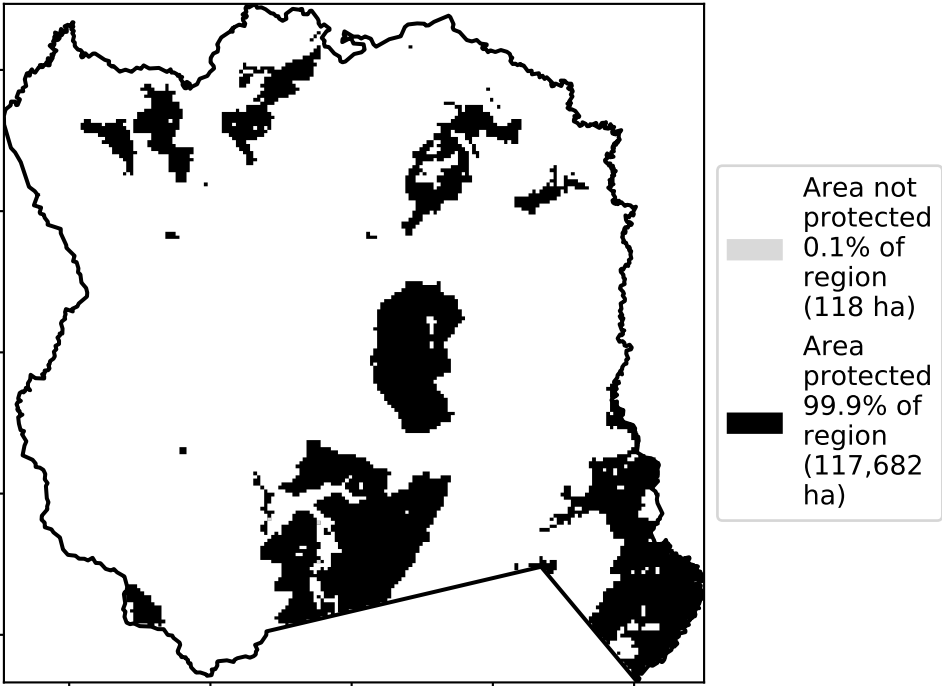 Area not
protected
0.1% of
region
(118 ha)
Area
protected
99.9% of
region
(117,682
ha)